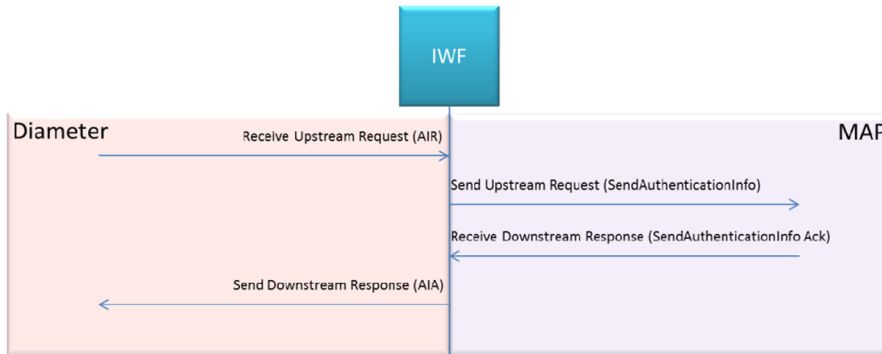 IWF
Diameter
MAP
Receive Upstream Request (AIR)
Send Upstream Request (SendAuthenticationInfo)
Receive Downstream Response (SendAuthenticationInfo Ack)
Send Downstream Response (AIA)